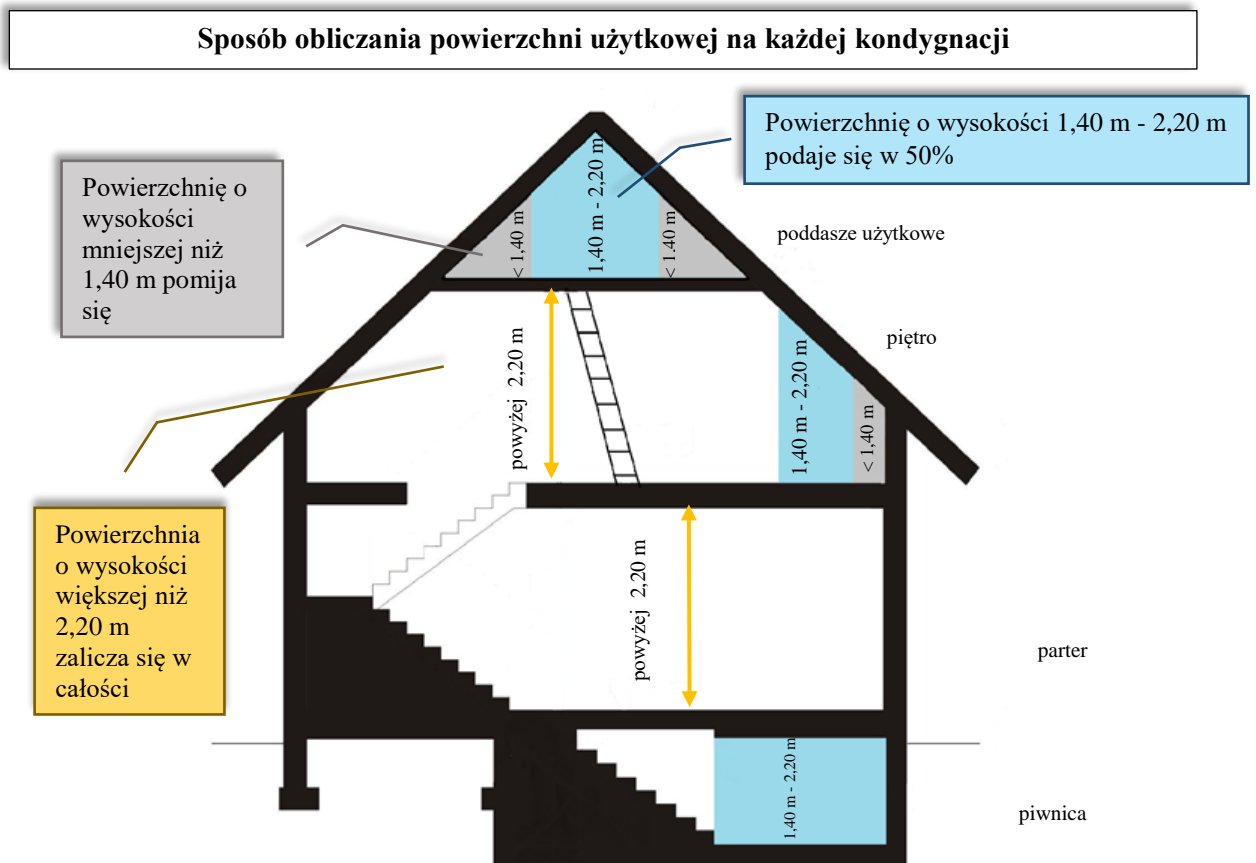 Sposób obliczania powierzchni użytkowej na każdej kondygnacji
Powierzchnię o wysokości 1,40 m - 2,20 m
podaje się w 50%
Powierzchnię o
wysokości
mniejszej niż
1,40 m pomija
się
< 1,40 m
1,40 m - 2,20 m
< 1.40 m
poddasze użytkowe
piętro
powyżej 2,20 m
1,40 m - 2,20 m
< 1,40 m
Powierzchnia
o wysokości
większej niż
2,20 m
zalicza się w
całości
powyżej 2,20 m
parter
1,40 m - 2,20 m
piwnica